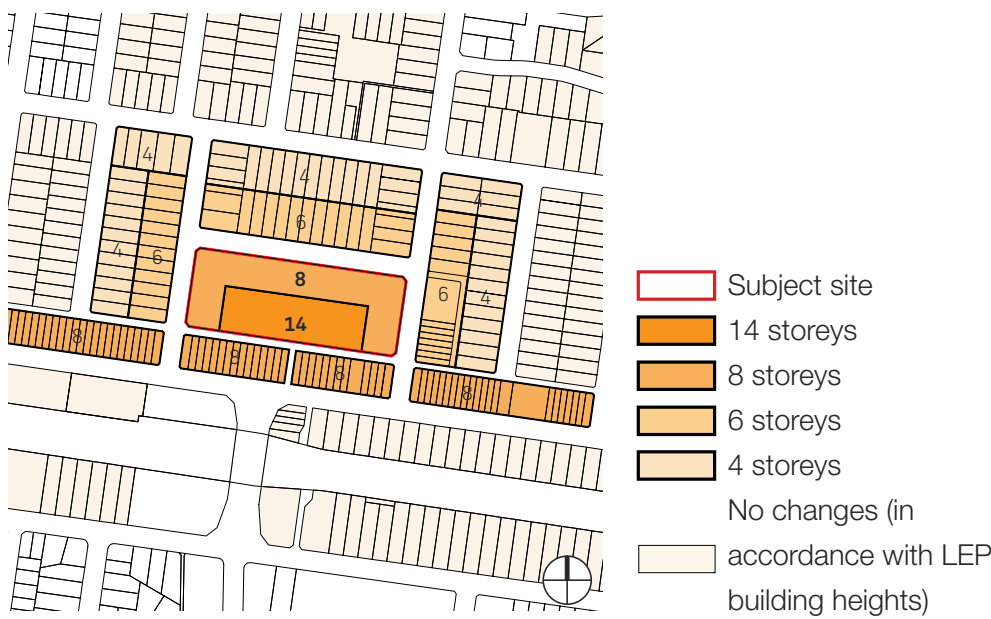 4
4
4
6
4
6
8
14
6
4
8
8
8
8
Subject site
14 storeys
8 storeys
6 storeys
4 storeys
No changes (in
accordance with LEP
building heights)